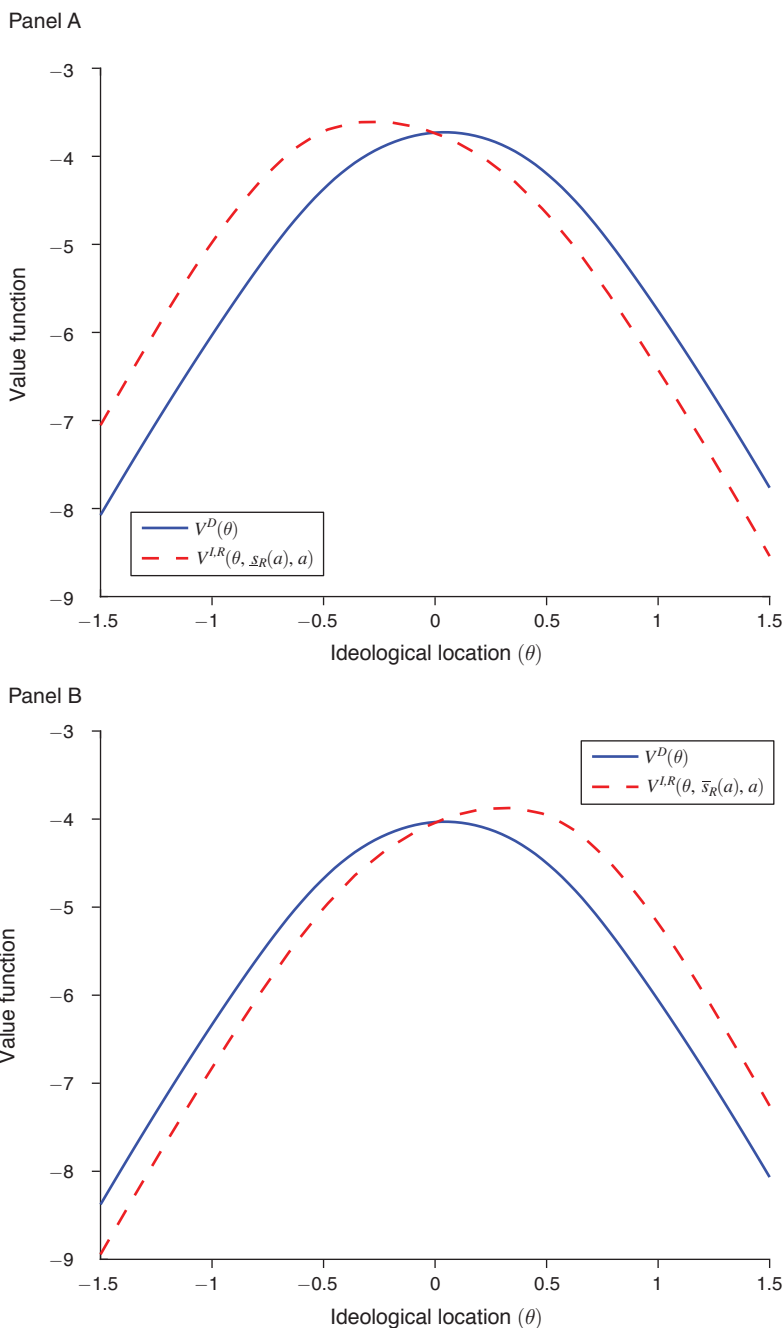 Panel A
−3
−4
−5
−6
−7
−8
−9
Value function
V^D(θ)
V^{I,R}(θ, s̲_R(a), a)
−1.5 −1 −0.5 0 0.5 1 1.5
Ideological location (θ)
Panel B
−3
−4
−5
−6
−7
−8
−9
Value function
V^D(θ)
V^{I,R}(θ, s̅_R(a), a)
−1.5 −1 −0.5 0 0.5 1 1.5
Ideological location (θ)